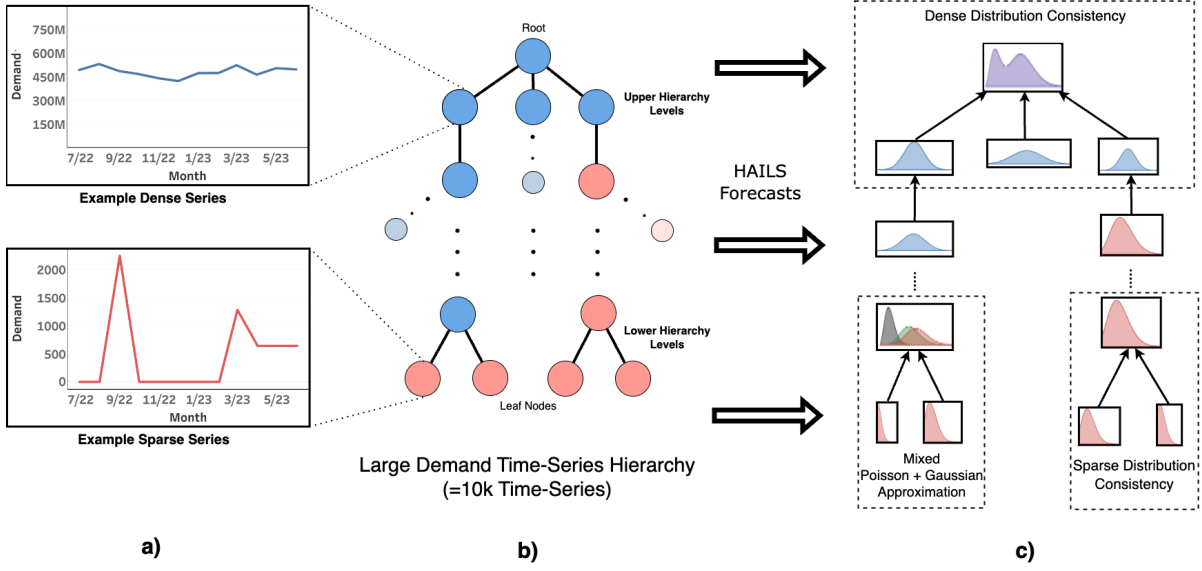 750M
600M
450M
300M
150M
Demand
7/22 9/22 11/22 1/23 3/23 5/23
Month
Example Dense Series
2000
1500
1000
500
0
Demand
7/22 9/22 11/22 1/23 3/23 5/23
Month
Example Sparse Series
a)
Root
Upper Hierarchy
Levels
Lower Hierarchy
Levels
Leaf Nodes
Large Demand Time-Series Hierarchy
(=10k Time-Series)
b)
HAILS
Forecasts
Dense Distribution Consistency
Mixed
Poisson + Gaussian
Approximation
Sparse Distribution
Consistency
c)